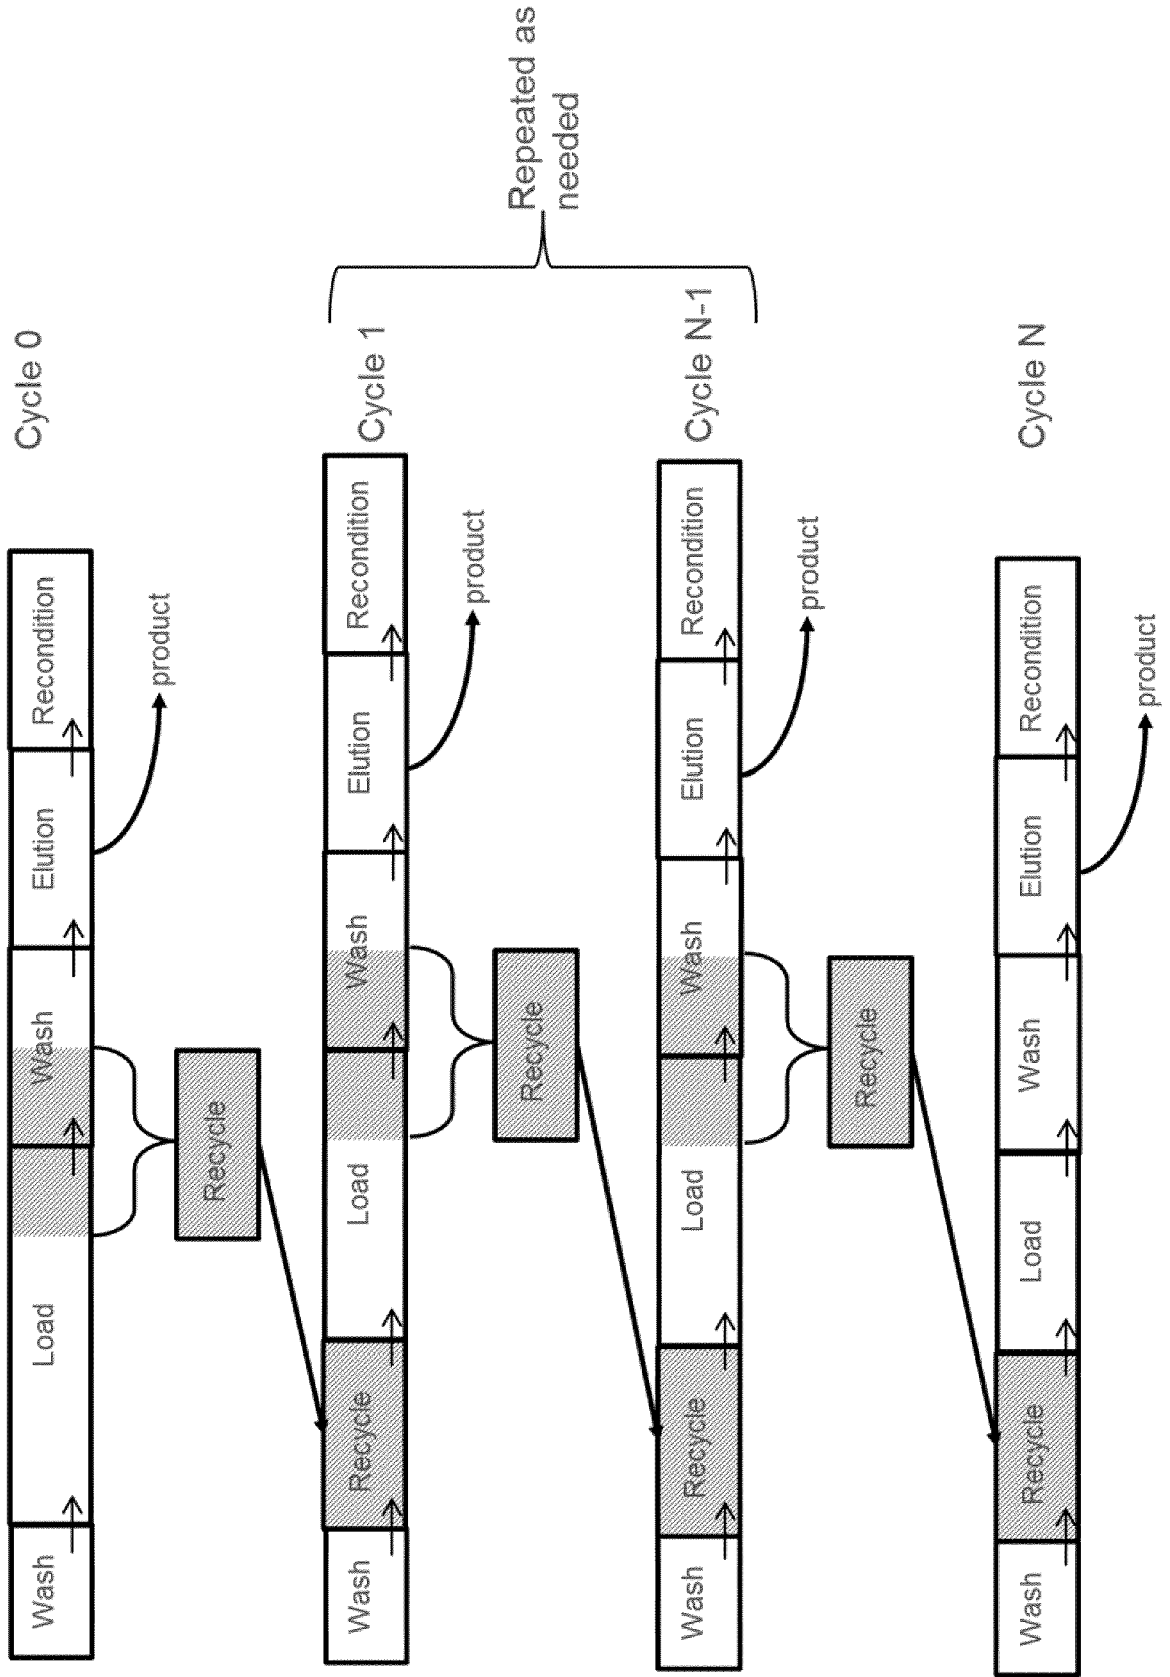 Wash
Load
Wash
Elution
Recondition
Cycle 0
Recycle
product
Wash
Recycle
Load
Wash
Elution
Recondition
Cycle 1
Recycle
product
Repeated as
needed
Wash
Recycle
Load
Wash
Elution
Recondition
Cycle N-1
Recycle
product
Wash
Recycle
Load
Wash
Elution
Recondition
Cycle N
product